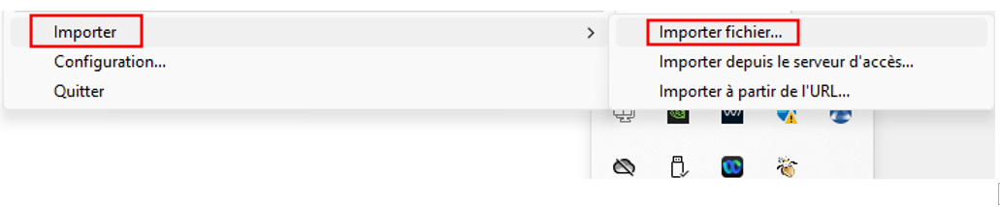 Importer
Importer fichier...
Configuration...
Importer depuis le serveur d'accès...
Quitter
Importer à partir de l'URL...